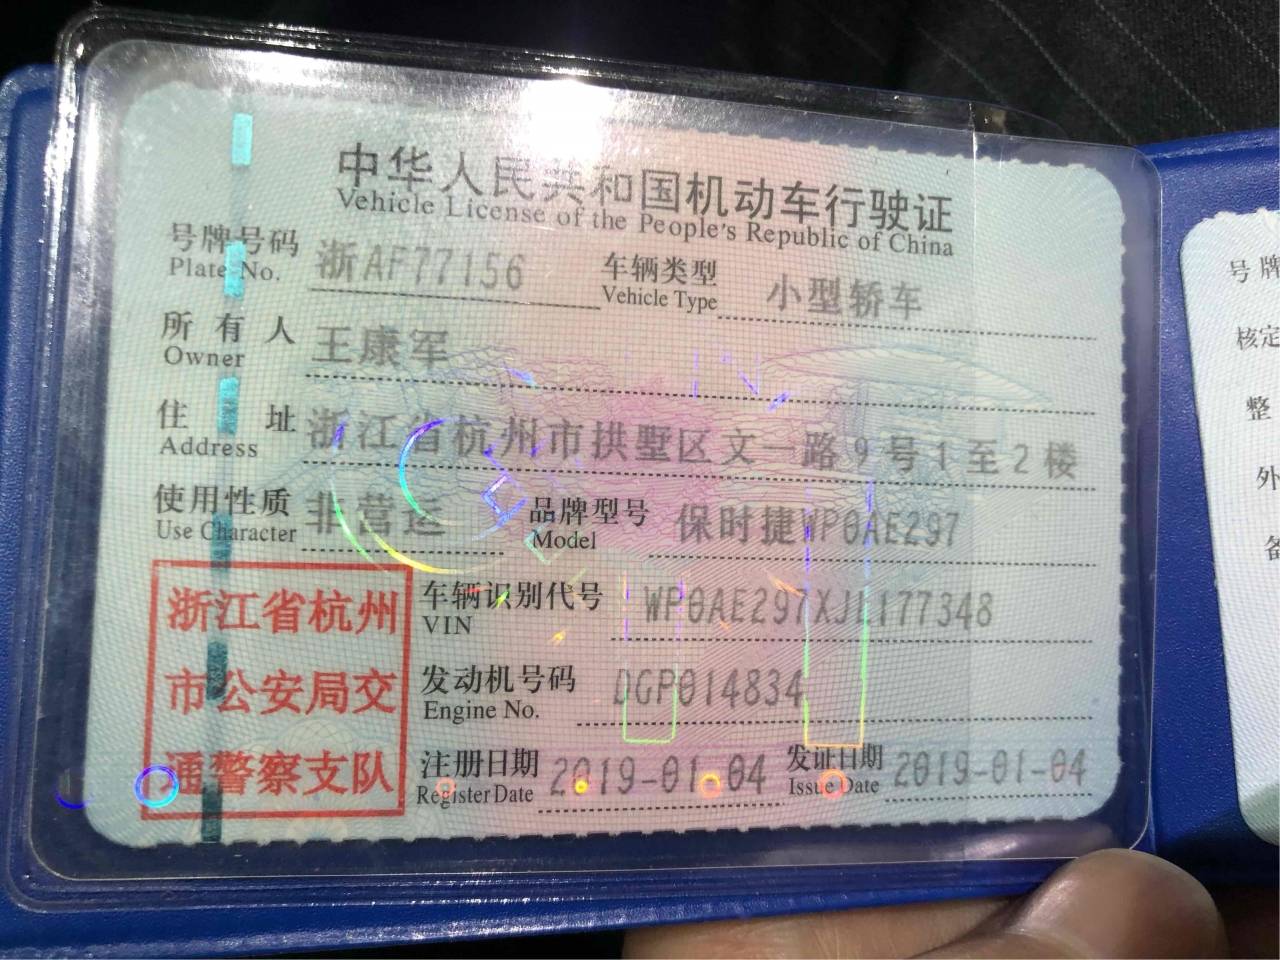 中华人民共和国机动车行驶证
Vehicle License of the People's Republic of China
号牌号码 浙AF77156 车辆类型 小型轿车
Plate No. Vehicle Type
所有人 王康军
Owner
住址 浙江省杭州市拱墅区文一路9号1至2楼
Address
使用性质 非营运 品牌型号 保时捷WP0AE297
Use Character Model
车辆识别代号 WP0AE297XJL177348
VIN
发动机号码 DGP014834
Engine No.
注册日期 2019-01-04 发证日期 2019-01-04
Register Date Issue Date
浙江省杭州
市公安局交
通警察支队
号牌
核定
整
外
备